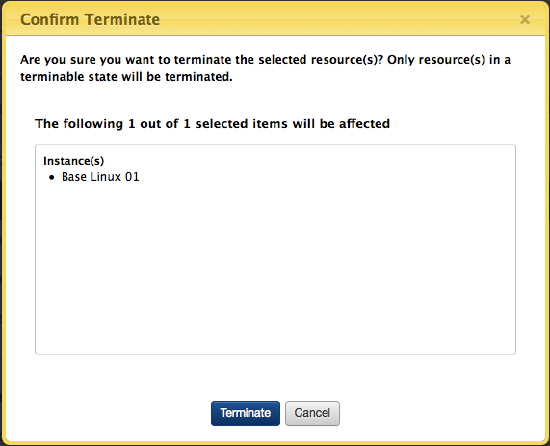 Confirm Terminate
Are you sure you want to terminate the selected resource(s)? Only resource(s) in a
terminable state will be terminated.
The following 1 out of 1 selected items will be affected
Instance(s)
• Base Linux 01
Terminate Cancel